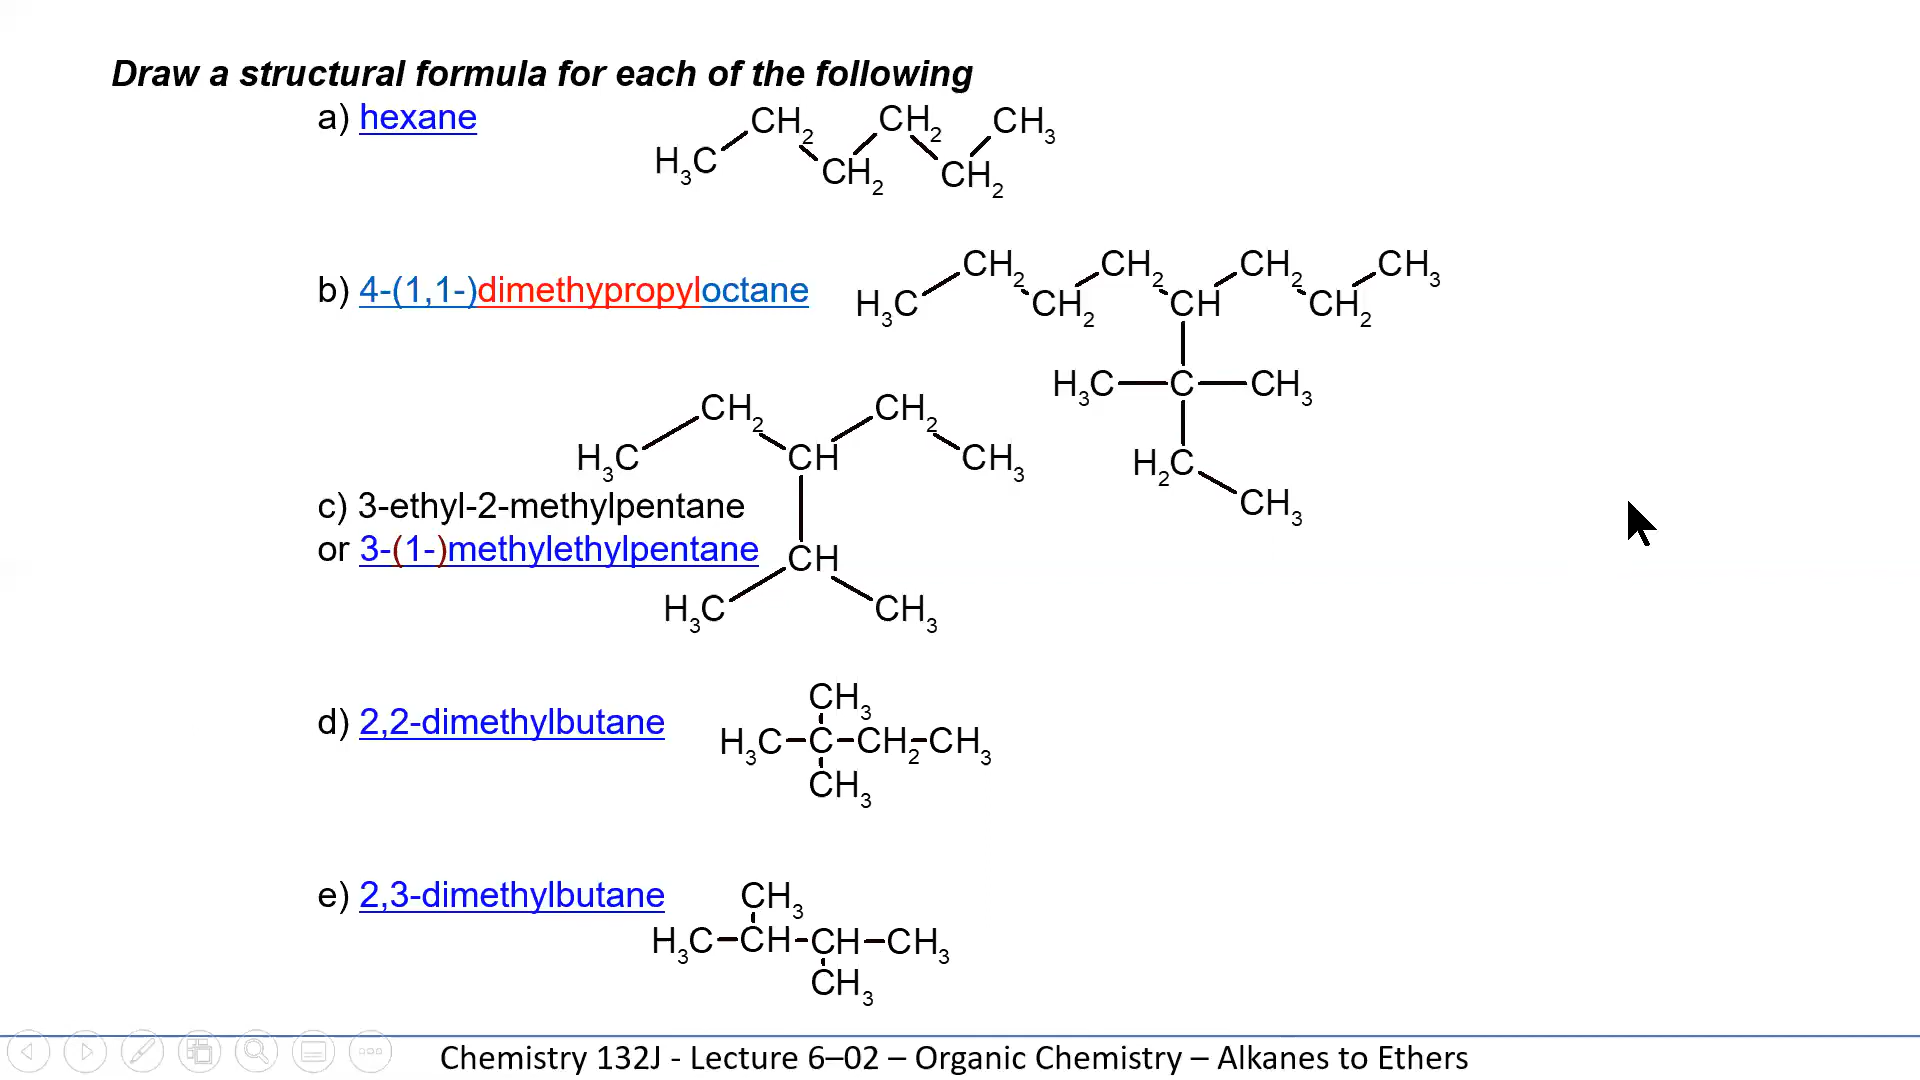 Draw a structural formula for each of the following
a) hexane
H₃C CH₂ CH₂ CH₂ CH₂ CH₃
b) 4-(1,1-)dimethypropyloctane
H₃C CH₂ CH₂ CH₂ CH CH₂ CH₂ CH₃
H₃C C CH₃
H₂C
CH₃
CH₂ CH₂
H₃C CH CH₃
c) 3-ethyl-2-methylpentane
or 3-(1-)methylethylpentane
CH
H₃C CH₃
CH₃
d) 2,2-dimethylbutane
H₃C–C–CH₂–CH₃
CH₃
e) 2,3-dimethylbutane
CH₃
H₃C–CH–CH–CH₃
CH₃
Chemistry 132J - Lecture 6–02 – Organic Chemistry – Alkanes to Ethers